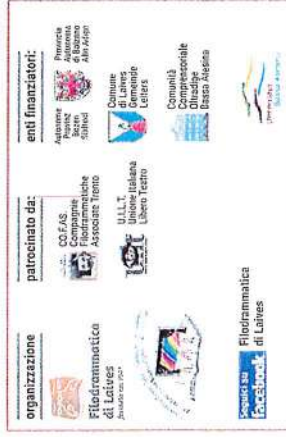 organizzazione
Filodrammatica
di Laives
patrocinato da:
CO.F.AS.
Compagnie
Filodrammatiche
Associate Trento
U.I.L.T.
Unione Italiana
Libero Teatro
enti finanziatori:
Autonome
Provinz
Bozen
Südtirol
Provincia
Autonoma
di Bolzano
Alto Adige
Comune
di Laives
Gemeinde
Leifers
Comunità
Comprensoriale
Oltradige
Bassa Atesina
Seguici su
facebook
Filodrammatica
di Laives